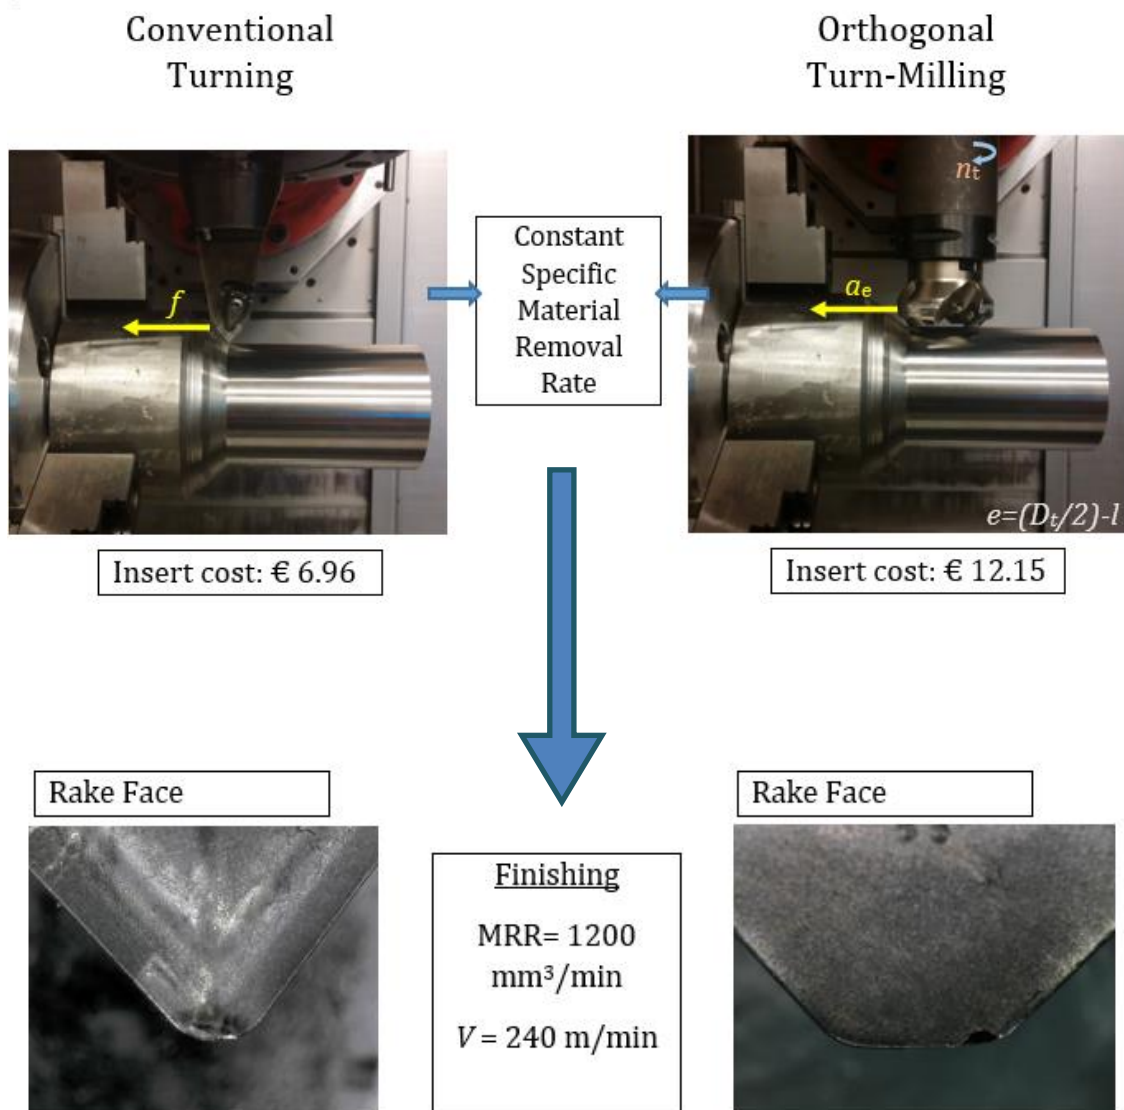 Conventional
Turning
Orthogonal
Turn-Milling
f
Constant
Specific
Material
Removal
Rate
nt
ae
e=(Dt/2)-l
Insert cost: € 6.96
Insert cost: € 12.15
Rake Face
Rake Face
Finishing
MRR= 1200
mm³/min
V = 240 m/min